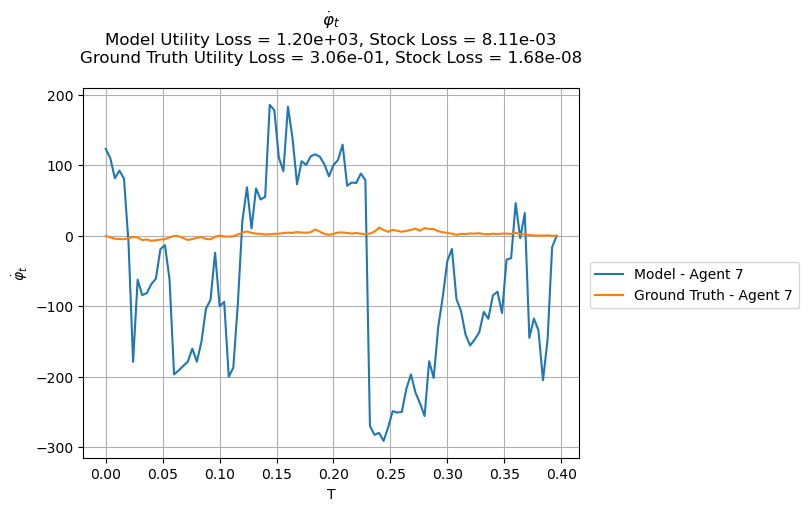 φ̇ₜ
Model Utility Loss = 1.20e+03, Stock Loss = 8.11e-03
Ground Truth Utility Loss = 3.06e-01, Stock Loss = 1.68e-08
200
100
0
−100
−200
−300
φ̇ₜ
0.00 0.05 0.10 0.15 0.20 0.25 0.30 0.35 0.40
T
Model - Agent 7
Ground Truth - Agent 7